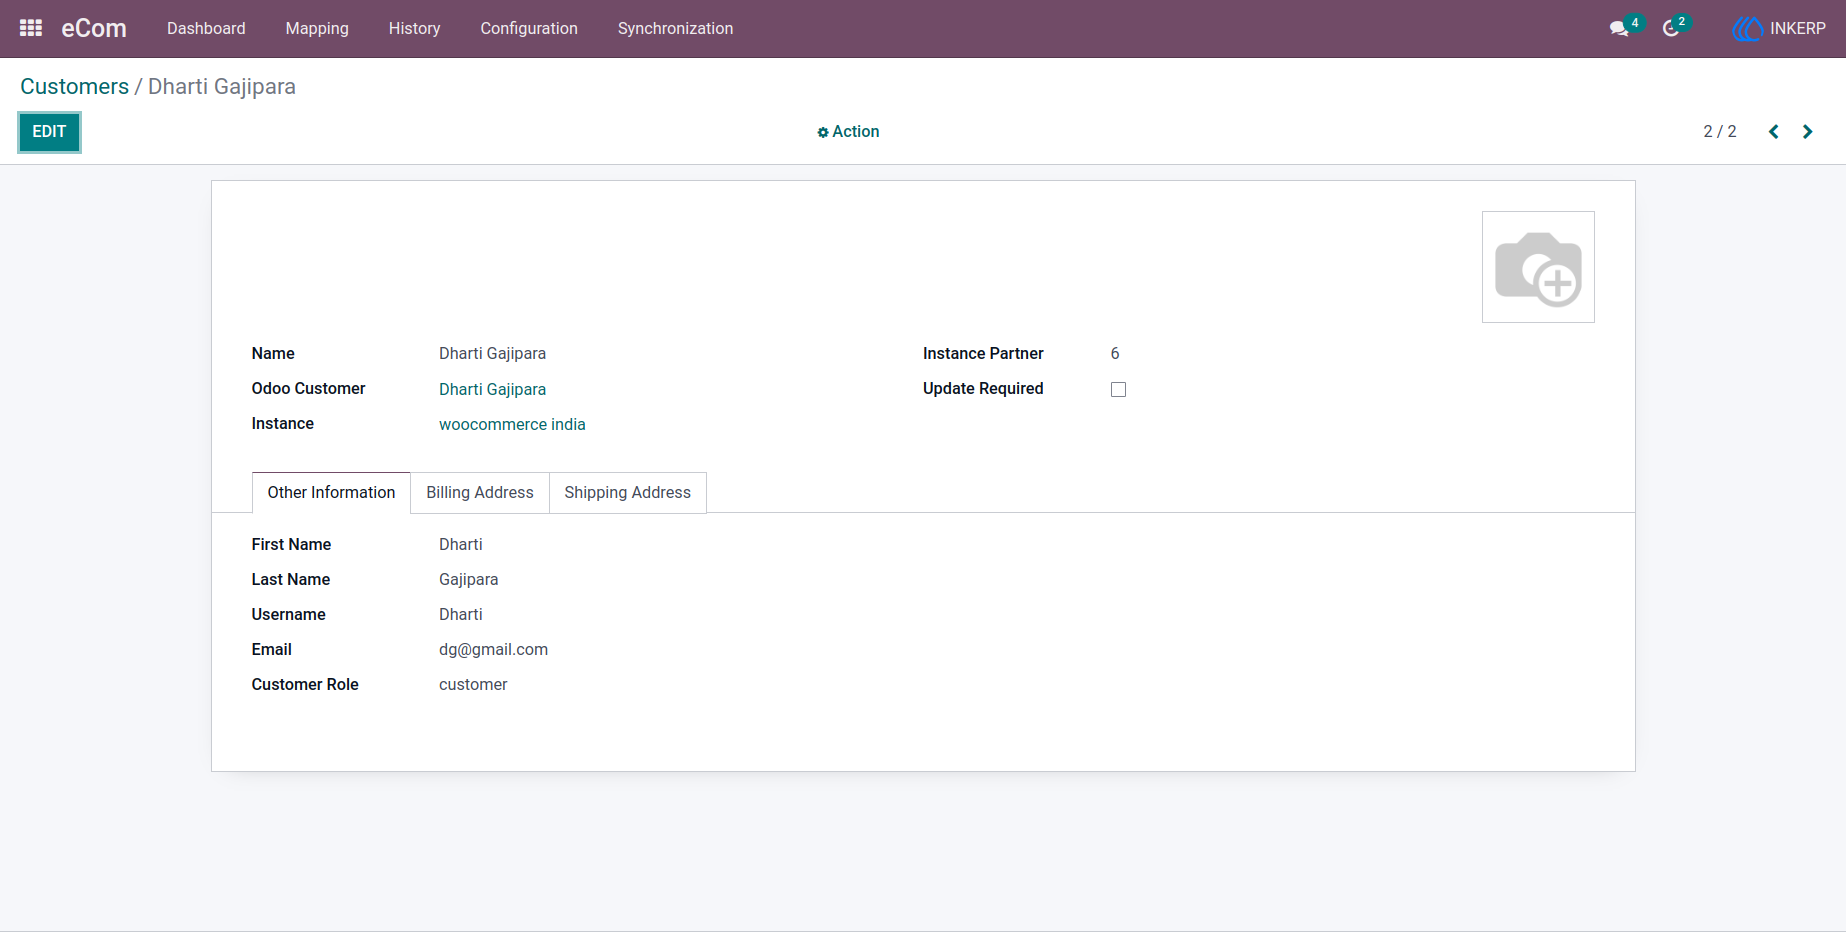 eCom Dashboard Mapping History Configuration Synchronization 4 2 INKERP
Customers / Dharti Gajipara
EDIT Action 2 / 2
Name Dharti Gajipara Instance Partner 6
Odoo Customer Dharti Gajipara Update Required
Instance woocommerce india
Other Information Billing Address Shipping Address
First Name Dharti
Last Name Gajipara
Username Dharti
Email dg@gmail.com
Customer Role customer